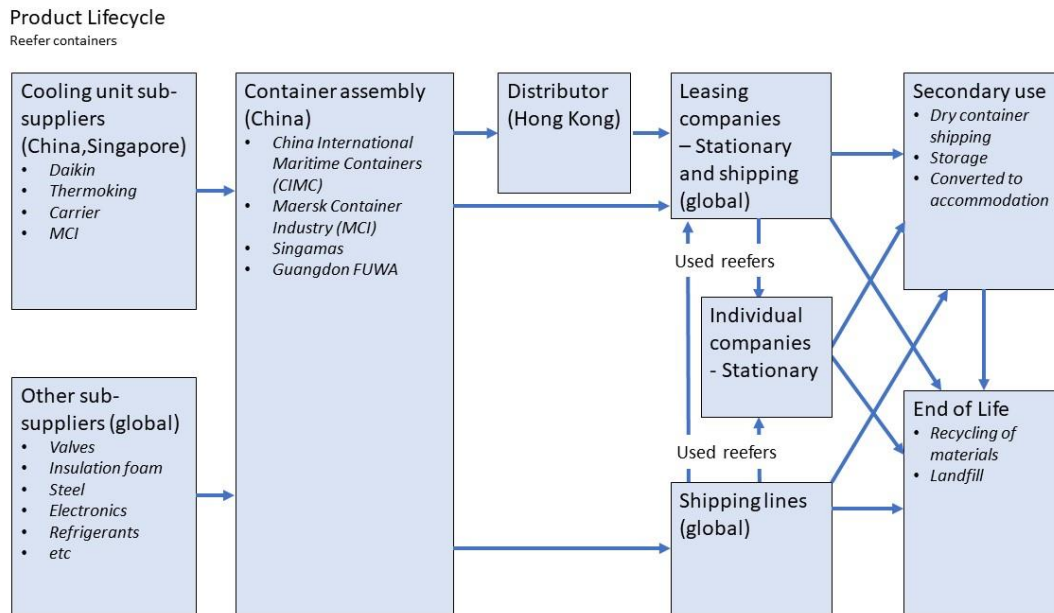 Product Lifecycle
Reefer containers
Cooling unit sub-
suppliers
(China,Singapore)
• Daikin
• Thermoking
• Carrier
• MCI
Other sub-
suppliers (global)
• Valves
• Insulation foam
• Steel
• Electronics
• Refrigerants
• etc
Container assembly
(China)
• China International
Maritime Containers
(CIMC)
• Maersk Container
Industry (MCI)
• Singamas
• Guangdon FUWA
Distributor
(Hong Kong)
Leasing
companies
– Stationary
and shipping
(global)
Used reefers
Individual
companies
- Stationary
Used reefers
Shipping lines
(global)
Secondary use
• Dry container
shipping
• Storage
• Converted to
accommodation
End of Life
• Recycling of
materials
• Landfill